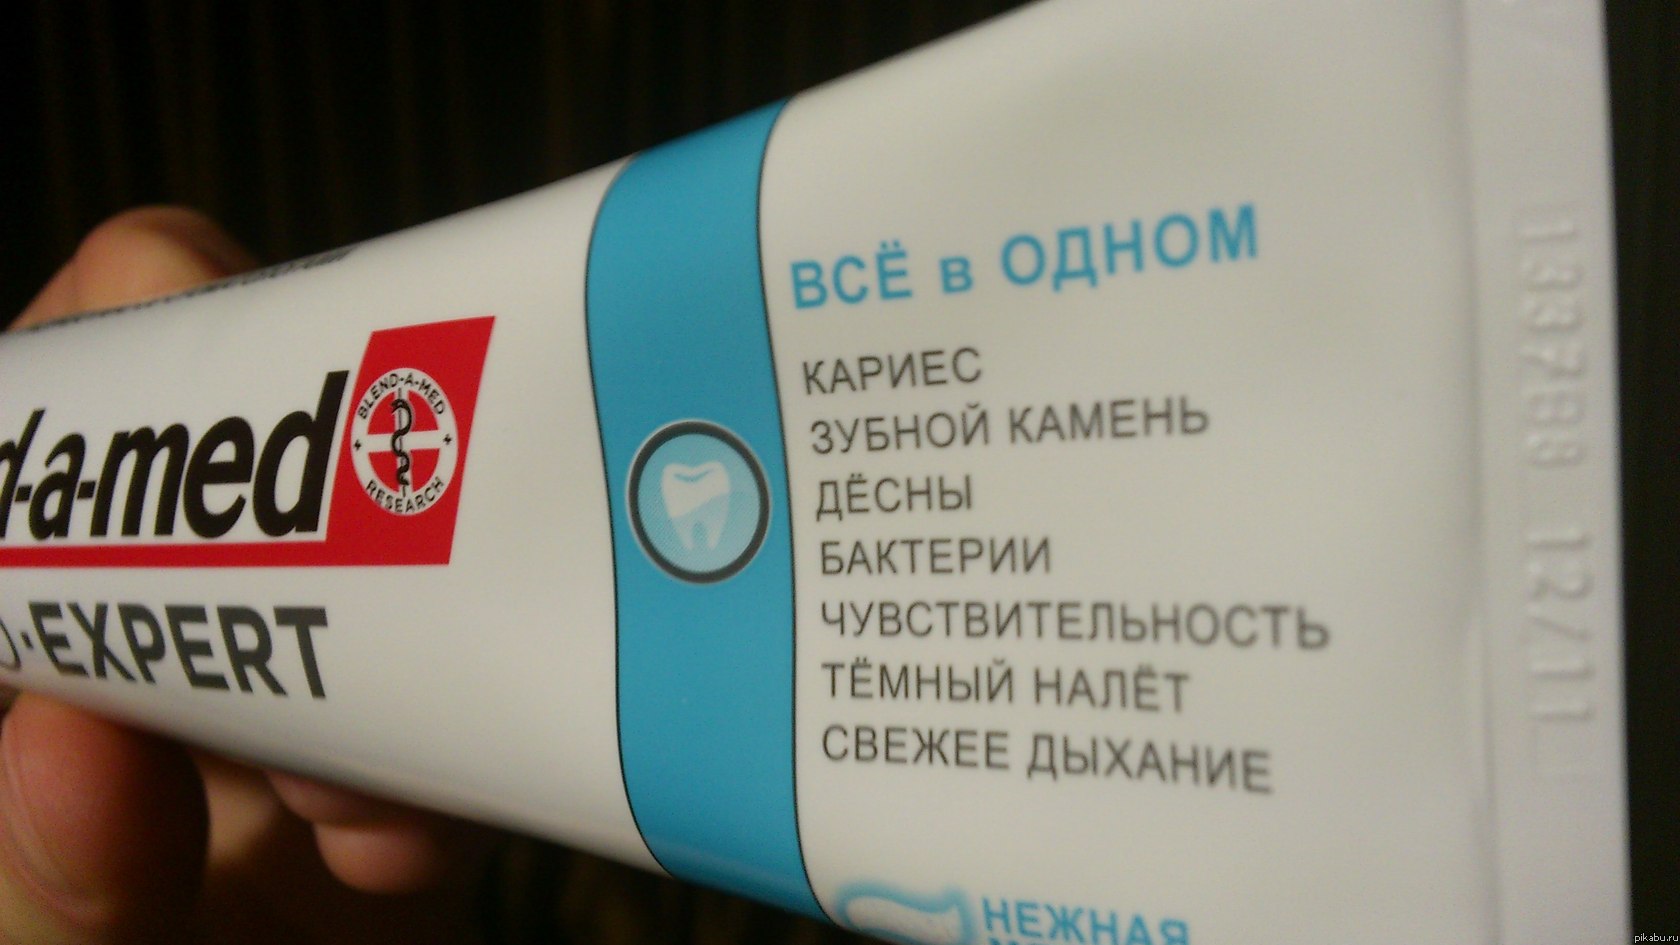 d-a-med
BLEND-A-MED
RESEARCH
-EXPERT
ВСЁ в ОДНОМ
КАРИЕС
ЗУБНОЙ КАМЕНЬ
ДЁСНЫ
БАКТЕРИИ
ЧУВСТВИТЕЛЬНОСТЬ
ТЁМНЫЙ НАЛЁТ
СВЕЖЕЕ ДЫХАНИЕ
НЕЖНАЯ
pikabu.ru